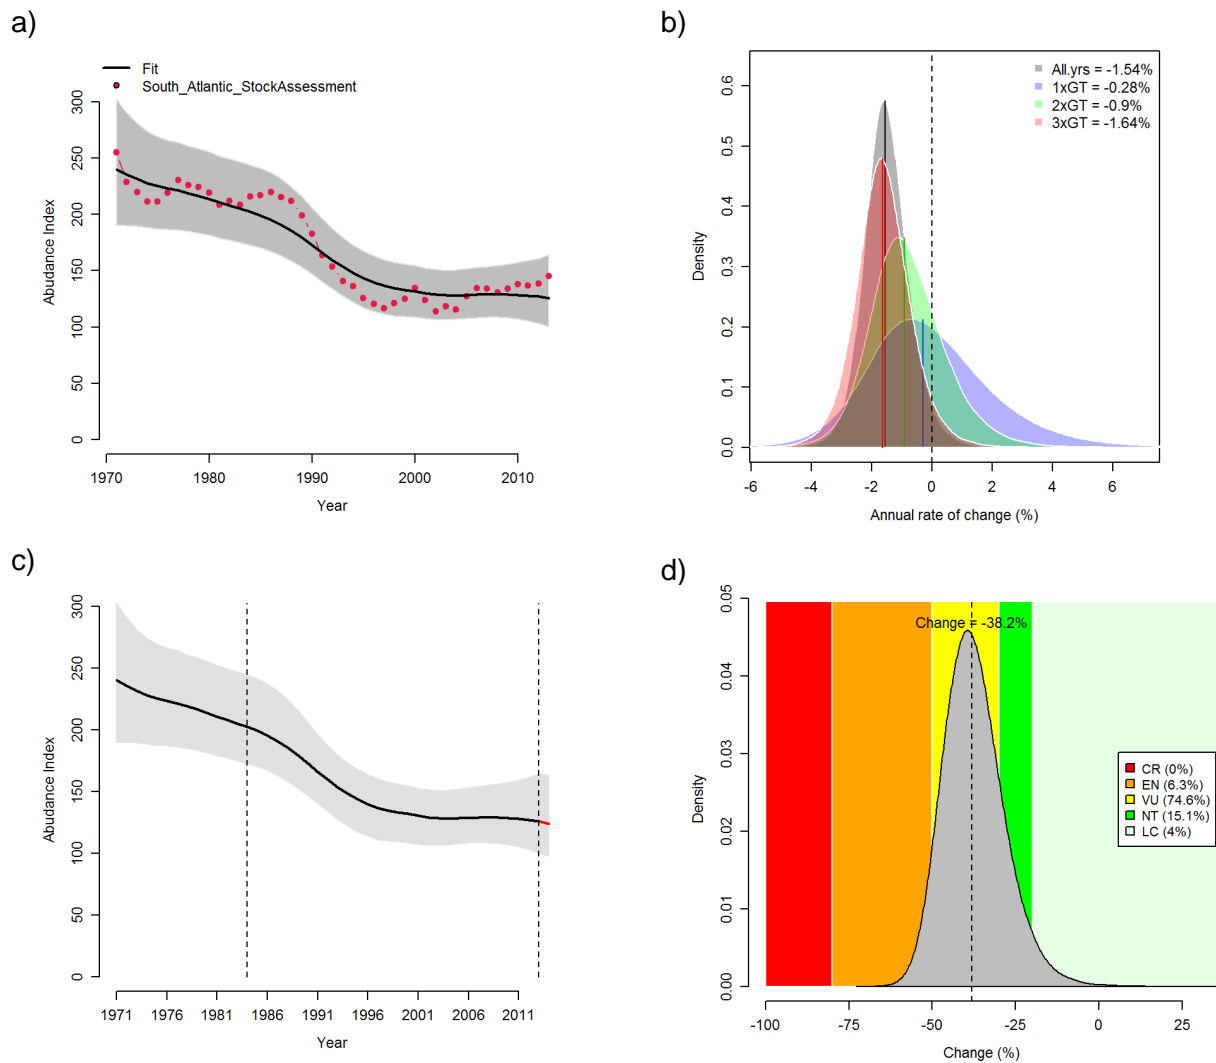 a)
Fit
South_Atlantic_StockAssessment
300
250
200
150
100
50
0
Abudance Index
1970 1980 1990 2000 2010
Year
b)
All.yrs = -1.54%
1xGT = -0.28%
2xGT = -0.9%
3xGT = -1.64%
0.6
0.5
0.4
0.3
0.2
0.1
0.0
Density
-6 -4 -2 0 2 4 6
Annual rate of change (%)
c)
300
250
200
150
100
50
0
Abudance Index
1971 1976 1981 1986 1991 1996 2001 2006 2011
Year
d)
Change = -38.2%
0.05
0.04
0.03
0.02
0.01
0.00
Density
CR (0%)
EN (6.3%)
VU (74.6%)
NT (15.1%)
LC (4%)
-100 -75 -50 -25 0 25
Change (%)